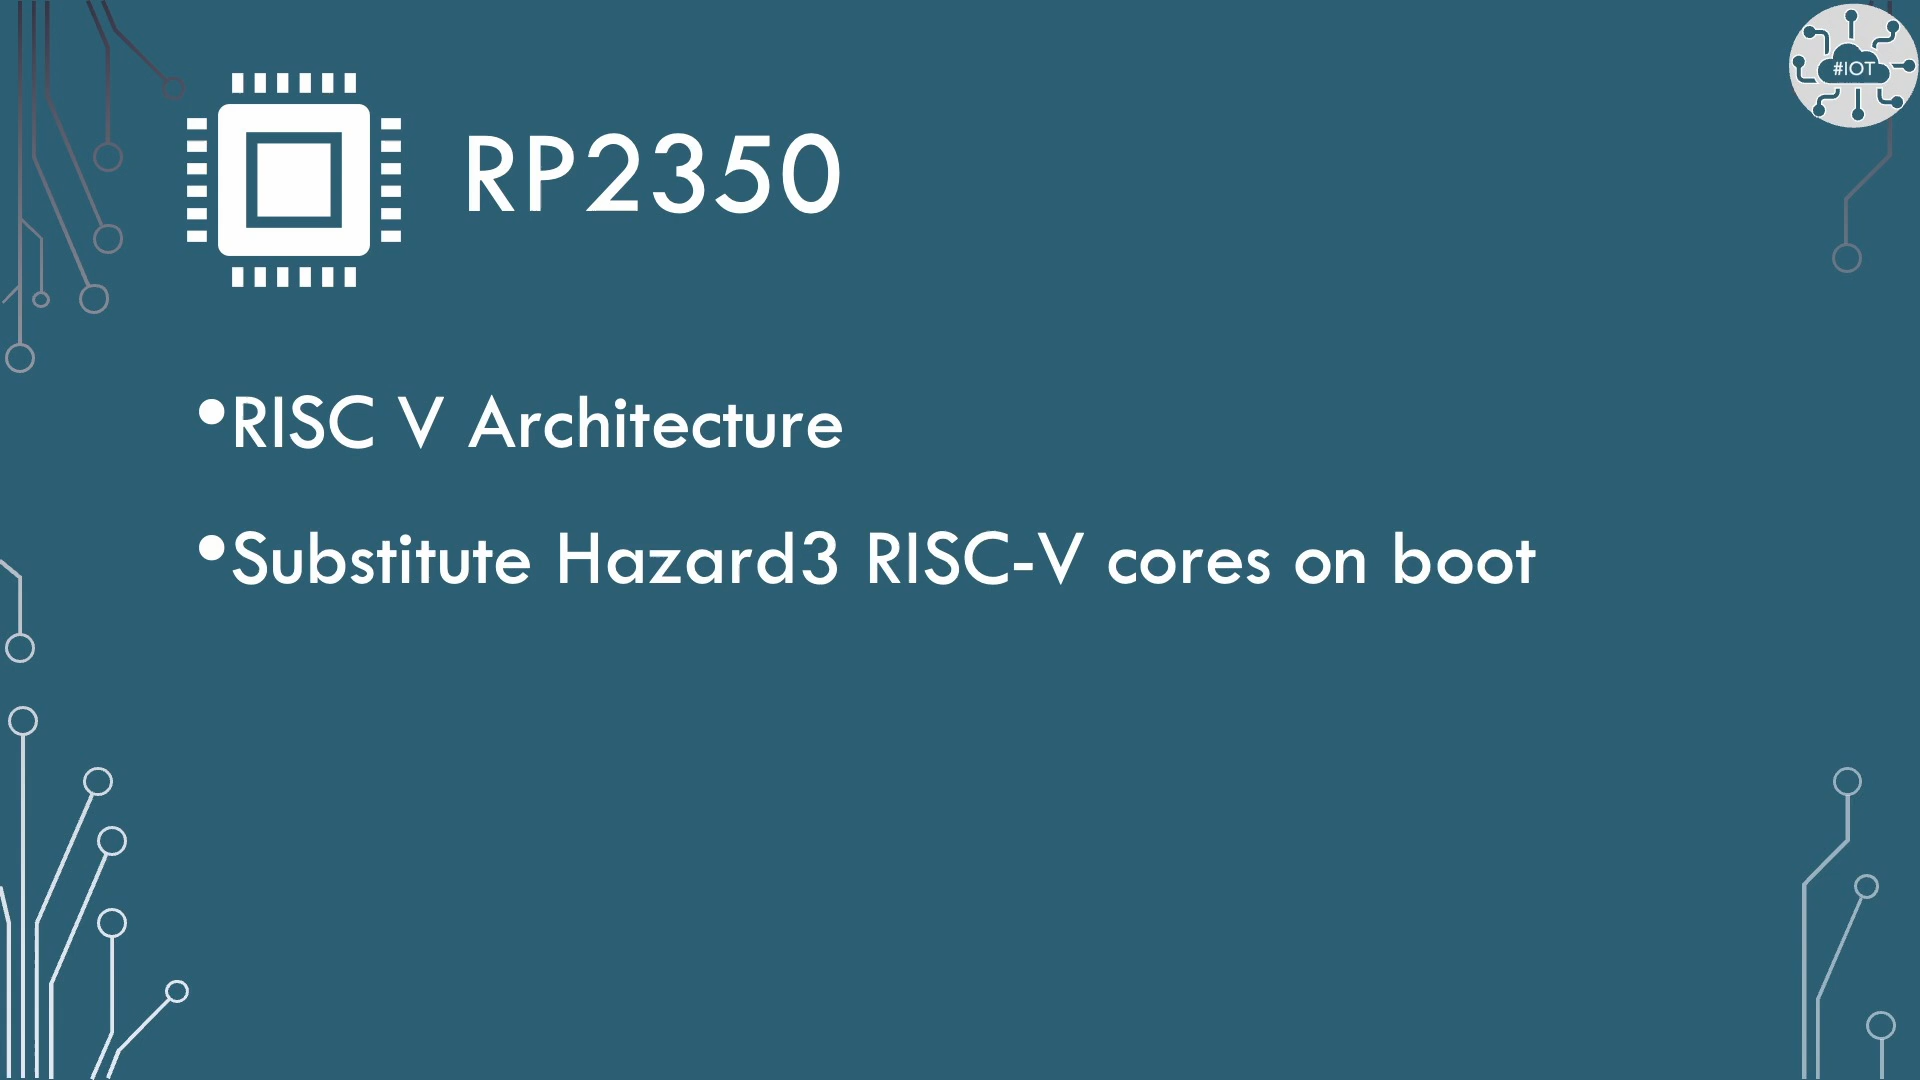 #IOT
RP2350
•RISC V Architecture
•Substitute Hazard3 RISC-V cores on boot